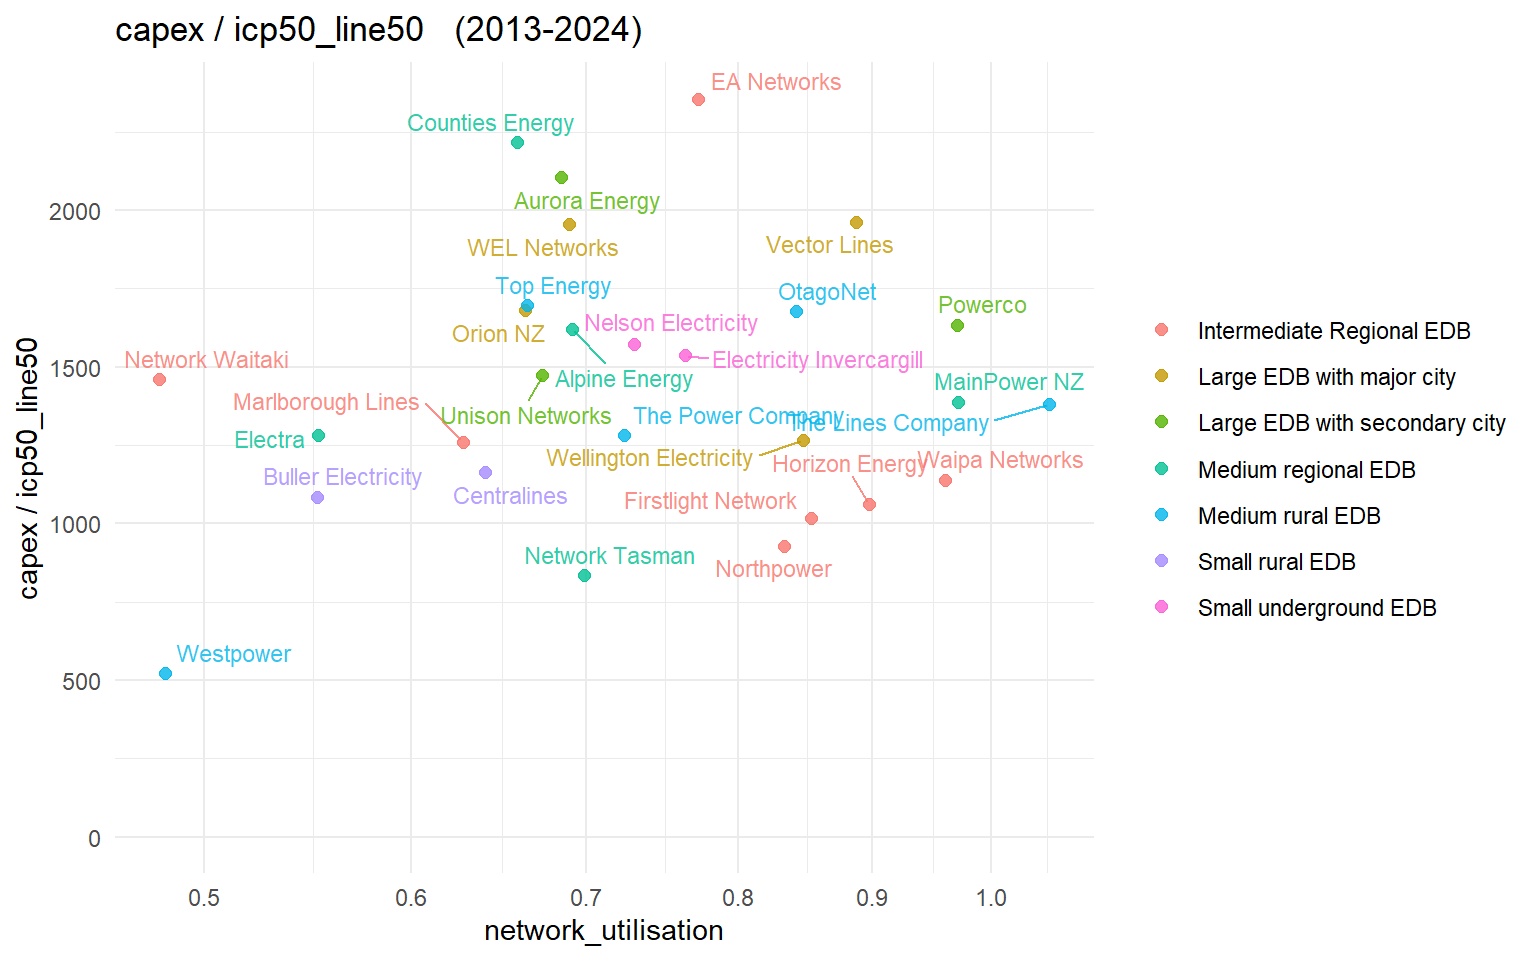 capex / icp50_line50   (2013-2024)
EA Networks
Counties Energy
Aurora Energy
WEL Networks
Vector Lines
Top Energy
OtagoNet
Orion NZ
Nelson Electricity
Powerco
Network Waitaki
Electricity Invercargill
Alpine Energy
MainPower NZ
Marlborough Lines
Unison Networks
The Power Company
The Lines Company
Electra
Wellington Electricity
Horizon Energy
Waipa Networks
Buller Electricity
Centralines
Firstlight Network
Network Tasman
Northpower
Westpower
2000
1500
1000
500
0
capex / icp50_line50
0.5
0.6
0.7
0.8
0.9
1.0
network_utilisation
Intermediate Regional EDB
Large EDB with major city
Large EDB with secondary city
Medium regional EDB
Medium rural EDB
Small rural EDB
Small underground EDB